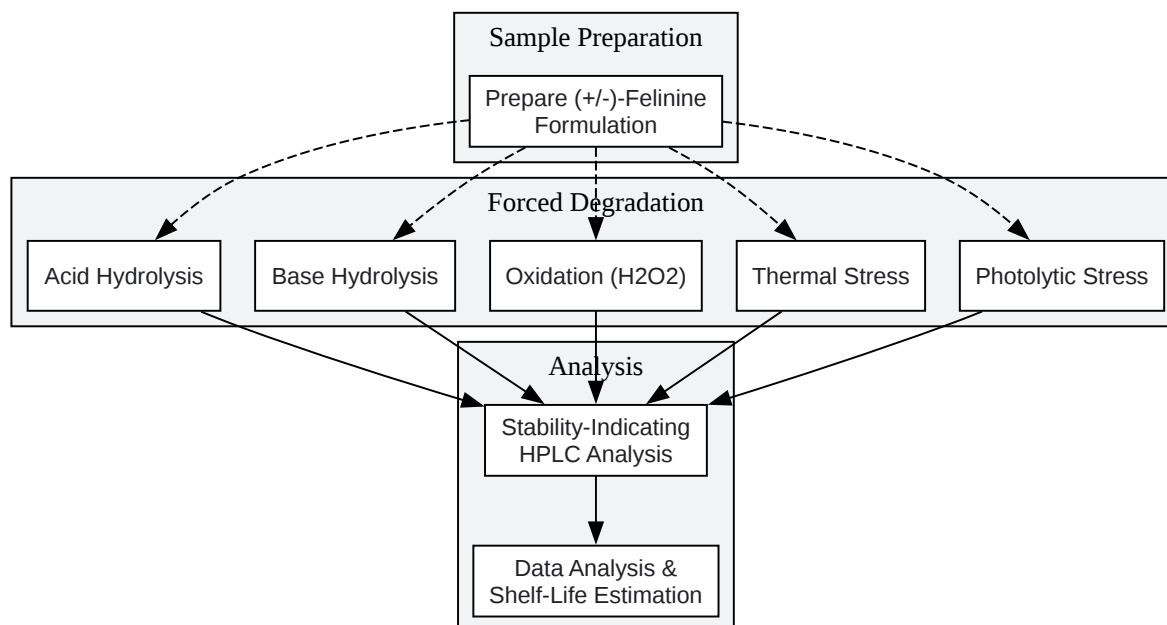 Sample Preparation
Prepare (+/-)-Felinine
Formulation
Forced Degradation
Acid Hydrolysis
Base Hydrolysis
Oxidation (H2O2)
Thermal Stress
Photolytic Stress
Analysis
Stability-Indicating
HPLC Analysis
Data Analysis &
Shelf-Life Estimation